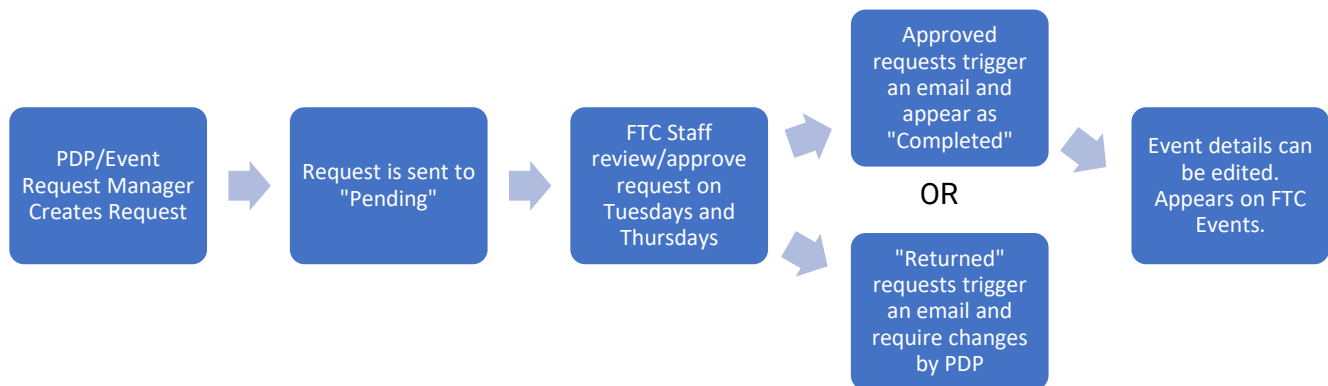 PDP/Event
Request Manager
Creates Request
Request is sent to
"Pending"
FTC Staff
review/approve
request on
Tuesdays and
Thursdays
Approved
requests trigger
an email and
appear as
"Completed"
OR
"Returned"
requests trigger
an email and
require changes
by PDP
Event details can
be edited.
Appears on FTC
Events.